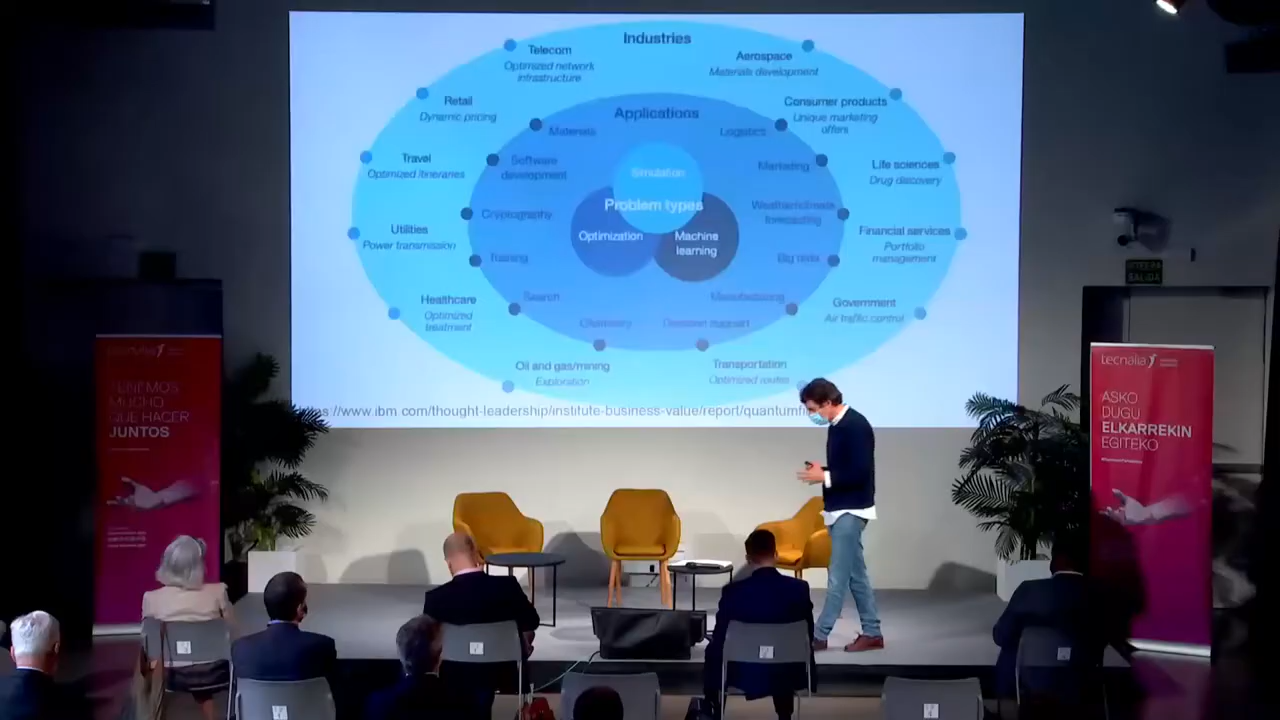 Industries
Telecom
Optimized network
infrastructure
Aerospace
Materials development
Retail
Dynamic pricing
Consumer products
Unique marketing
offers
Travel
Optimized itineraries
Life sciences
Drug discovery
Utilities
Power transmission
Financial services
Portfolio
management
Healthcare
Optimized
treatment
Government
Air traffic control
Oil and gas/mining
Exploration
Transportation
Optimized routes
Applications
Materials
Logistics
Software
development
Marketing
Cryptography
forecasting
Training
Big data
Search
Manufacturing
Chemistry
Decision support
Simulation
Problem types
Optimization
Machine
learning
https://www.ibm.com/thought-leadership/institute-business-value/report/quantumfi
IRTEERA
SALIDA
tecnalia
TENEMOS
MUCHO
QUE HACER
JUNTOS
tecnalia
ASKO
DUGU
ELKARREKIN
EGITEKO